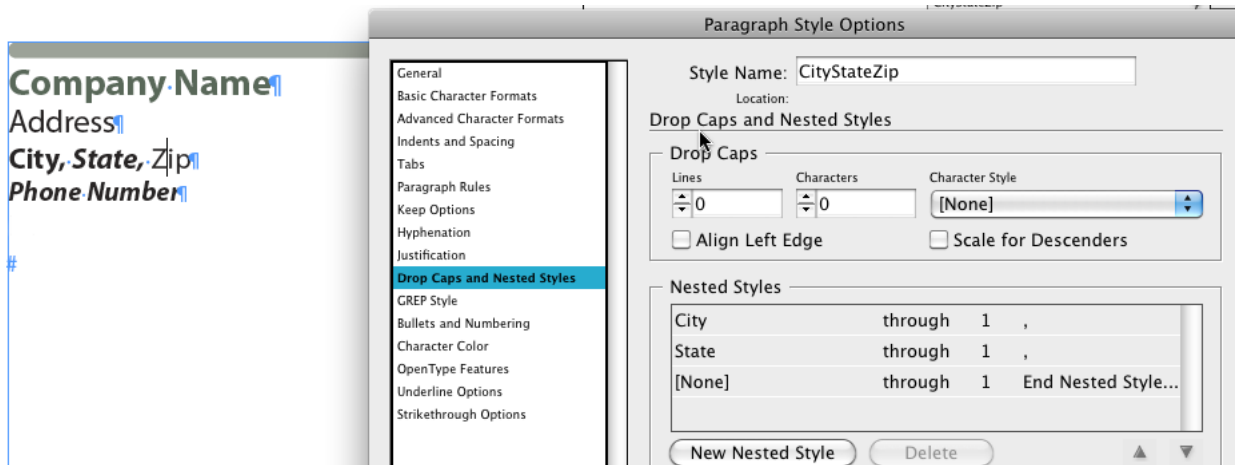 Paragraph Style Options
Company Name¶
Address¶
City, State, Zip¶
Phone Number¶
#
General
Basic Character Formats
Advanced Character Formats
Indents and Spacing
Tabs
Paragraph Rules
Keep Options
Hyphenation
Justification
Drop Caps and Nested Styles
GREP Style
Bullets and Numbering
Character Color
OpenType Features
Underline Options
Strikethrough Options
Style Name: CityStateZip
Location:
Drop Caps and Nested Styles
Drop Caps
Lines Characters Character Style
0 0 [None]
Align Left Edge Scale for Descenders
Nested Styles
City through 1 ,
State through 1 ,
[None] through 1 End Nested Style...
New Nested Style Delete